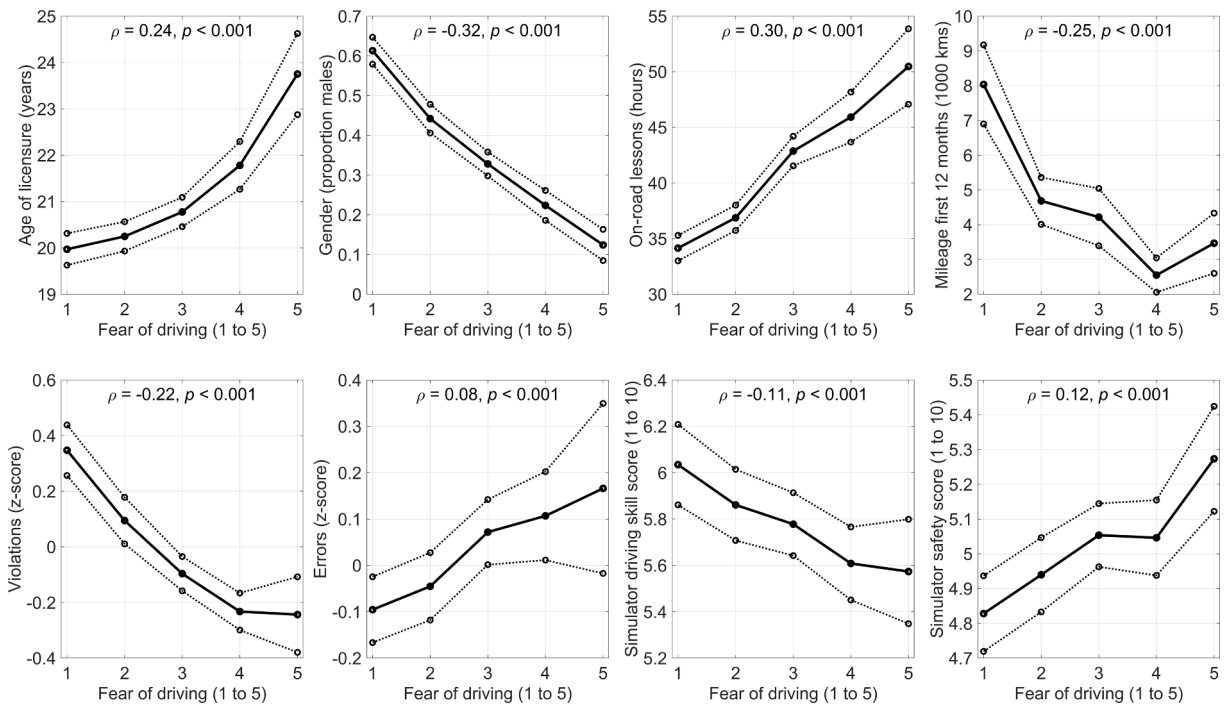 ρ = 0.24, p < 0.001
Age of licensure (years)
25
24
23
22
21
20
19
1 2 3 4 5
Fear of driving (1 to 5)
ρ = -0.32, p < 0.001
Gender (proportion males)
0.7
0.6
0.5
0.4
0.3
0.2
0.1
0
1 2 3 4 5
Fear of driving (1 to 5)
ρ = 0.30, p < 0.001
On-road lessons (hours)
55
50
45
40
35
30
1 2 3 4 5
Fear of driving (1 to 5)
ρ = -0.25, p < 0.001
Mileage first 12 months (1000 kms)
10
9
8
7
6
5
4
3
2
1 2 3 4 5
Fear of driving (1 to 5)
ρ = -0.22, p < 0.001
Violations (z-score)
0.6
0.4
0.2
0
-0.2
-0.4
1 2 3 4 5
Fear of driving (1 to 5)
ρ = 0.08, p < 0.001
Errors (z-score)
0.4
0.3
0.2
0.1
0
-0.1
-0.2
1 2 3 4 5
Fear of driving (1 to 5)
ρ = -0.11, p < 0.001
Simulator driving skill score (1 to 10)
6.4
6.2
6
5.8
5.6
5.4
5.2
1 2 3 4 5
Fear of driving (1 to 5)
ρ = 0.12, p < 0.001
Simulator safety score (1 to 10)
5.5
5.4
5.3
5.2
5.1
5
4.9
4.8
4.7
1 2 3 4 5
Fear of driving (1 to 5)